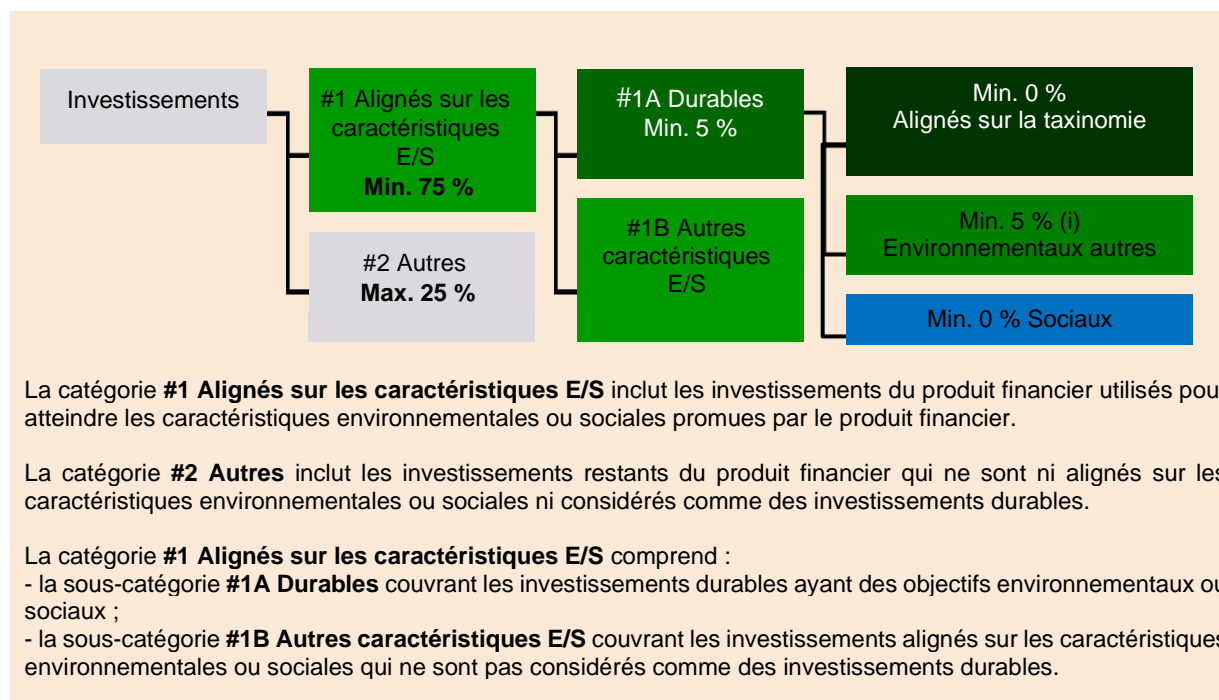 Investissements
#1 Alignés sur les
caractéristiques
E/S
Min. 75 %
#2 Autres
Max. 25 %
#1A Durables
Min. 5 %
#1B Autres
caractéristiques
E/S
Min. 0 %
Alignés sur la taxinomie
Min. 5 % (i)
Environnementaux autres
Min. 0 % Sociaux
La catégorie #1 Alignés sur les caractéristiques E/S inclut les investissements du produit financier utilisés pou
atteindre les caractéristiques environnementales ou sociales promues par le produit financier.
La catégorie #2 Autres inclut les investissements restants du produit financier qui ne sont ni alignés sur les
caractéristiques environnementales ou sociales ni considérés comme des investissements durables.
La catégorie #1 Alignés sur les caractéristiques E/S comprend :
- la sous-catégorie #1A Durables couvrant les investissements durables ayant des objectifs environnementaux ou
sociaux ;
- la sous-catégorie #1B Autres caractéristiques E/S couvrant les investissements alignés sur les caractéristiques
environnementales ou sociales qui ne sont pas considérés comme des investissements durables.